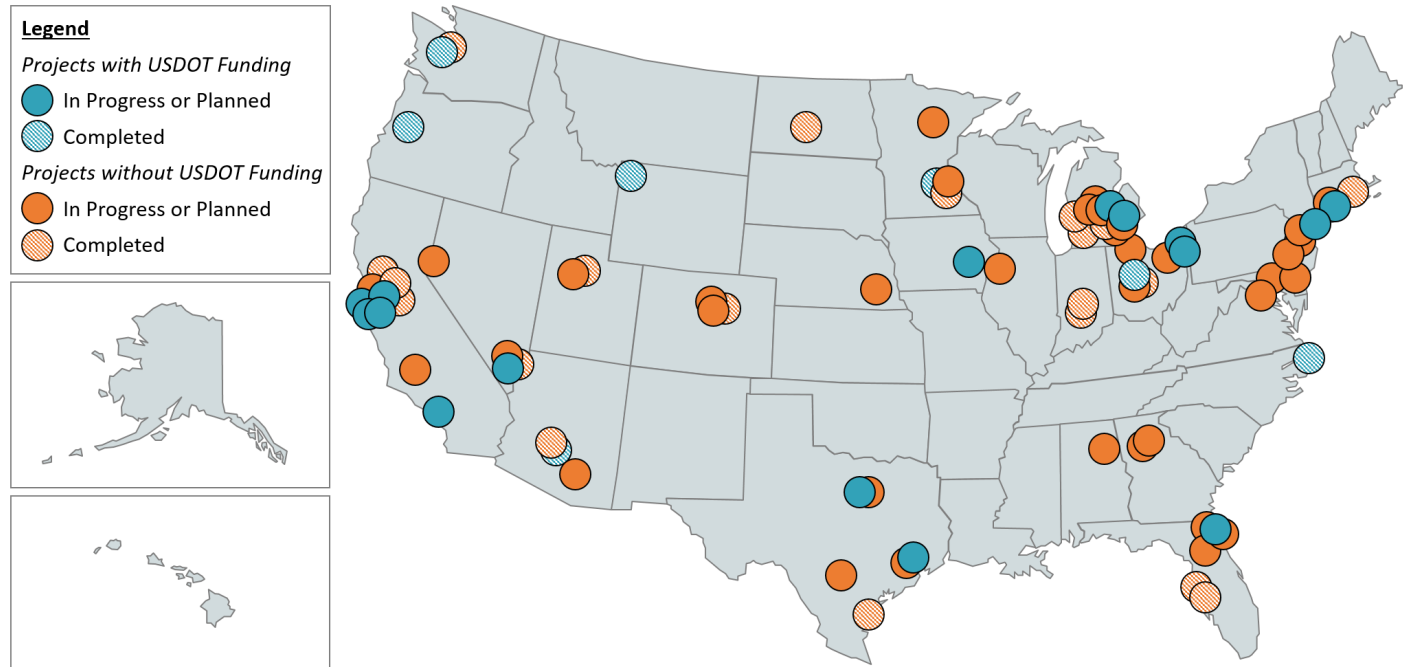 Legend
Projects with USDOT Funding
In Progress or Planned
Completed
Projects without USDOT Funding
In Progress or Planned
Completed